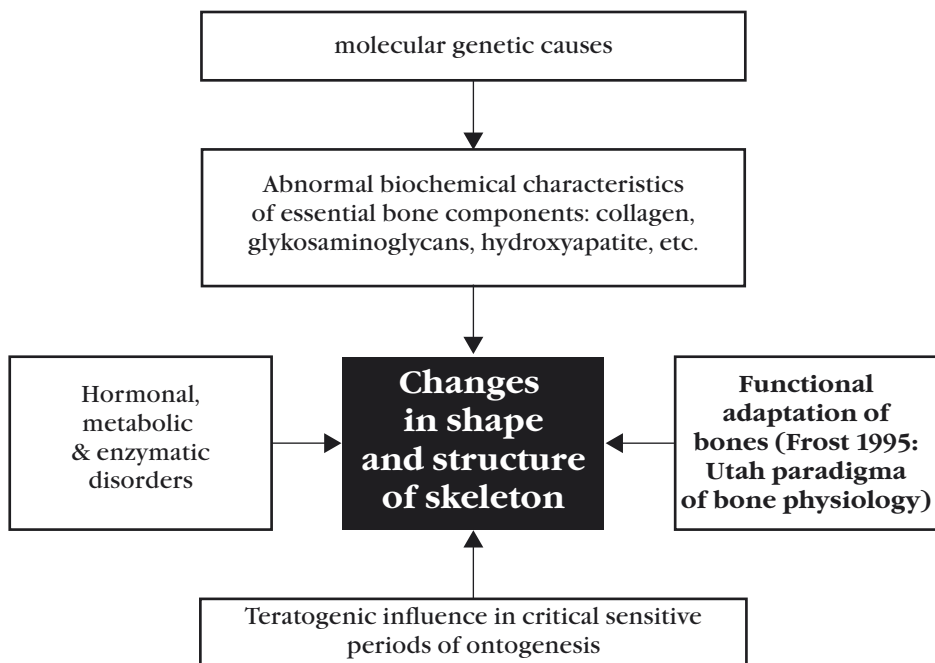 molecular genetic causes
Abnormal biochemical characteristics
of essential bone components: collagen,
glykosaminoglycans, hydroxyapatite, etc.
Hormonal,
metabolic
& enzymatic
disorders
Changes
in shape
and structure
of skeleton
Functional
adaptation of
bones (Frost 1995:
Utah paradigma
of bone physiology)
Teratogenic influence in critical sensitive
periods of ontogenesis